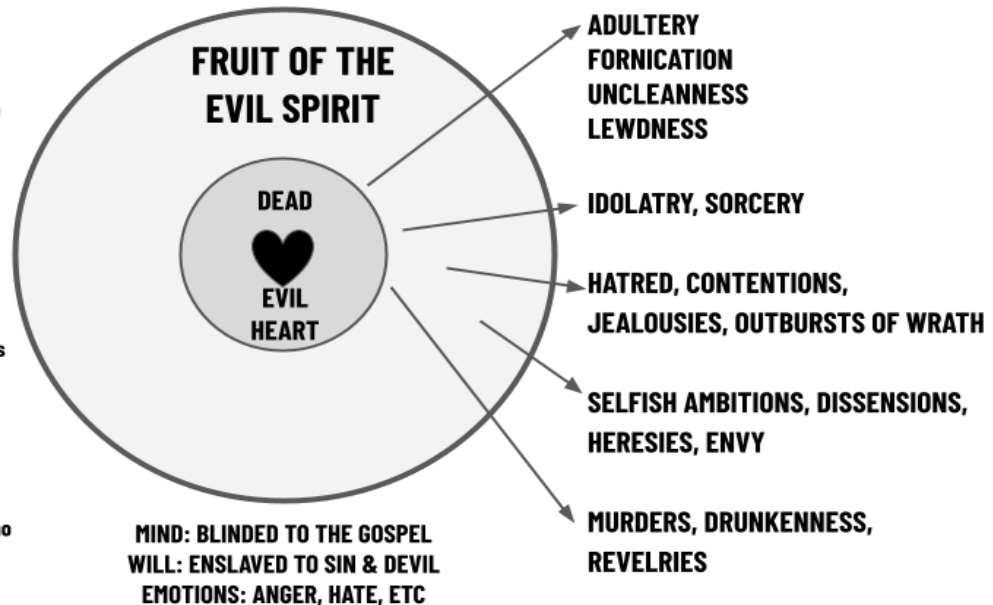 FRUIT OF THE
EVIL SPIRIT
DEAD
EVIL
HEART
ADULTERY
FORNICATION
UNCLEANNESS
LEWDNESS
IDOLATRY, SORCERY
HATRED, CONTENTIONS,
JEALOUSIES, OUTBURSTS OF WRATH
SELFISH AMBITIONS, DISSENSIONS,
HERESIES, ENVY
MURDERS, DRUNKENNESS,
REVELRIES
MIND: BLINDED TO THE GOSPEL
WILL: ENSLAVED TO SIN & DEVIL
EMOTIONS: ANGER, HATE, ETC